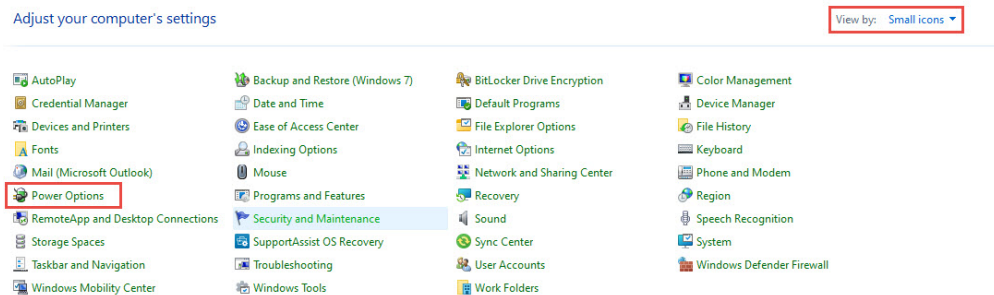 Adjust your computer's settings
View by: Small icons
AutoPlay
Backup and Restore (Windows 7)
BitLocker Drive Encryption
Color Management
Credential Manager
Date and Time
Default Programs
Device Manager
Devices and Printers
Ease of Access Center
File Explorer Options
File History
Fonts
Indexing Options
Internet Options
Keyboard
Mail (Microsoft Outlook)
Mouse
Network and Sharing Center
Phone and Modem
Power Options
Programs and Features
Recovery
Region
RemoteApp and Desktop Connections
Security and Maintenance
Sound
Speech Recognition
Storage Spaces
SupportAssist OS Recovery
Sync Center
System
Taskbar and Navigation
Troubleshooting
User Accounts
Windows Defender Firewall
Windows Mobility Center
Windows Tools
Work Folders